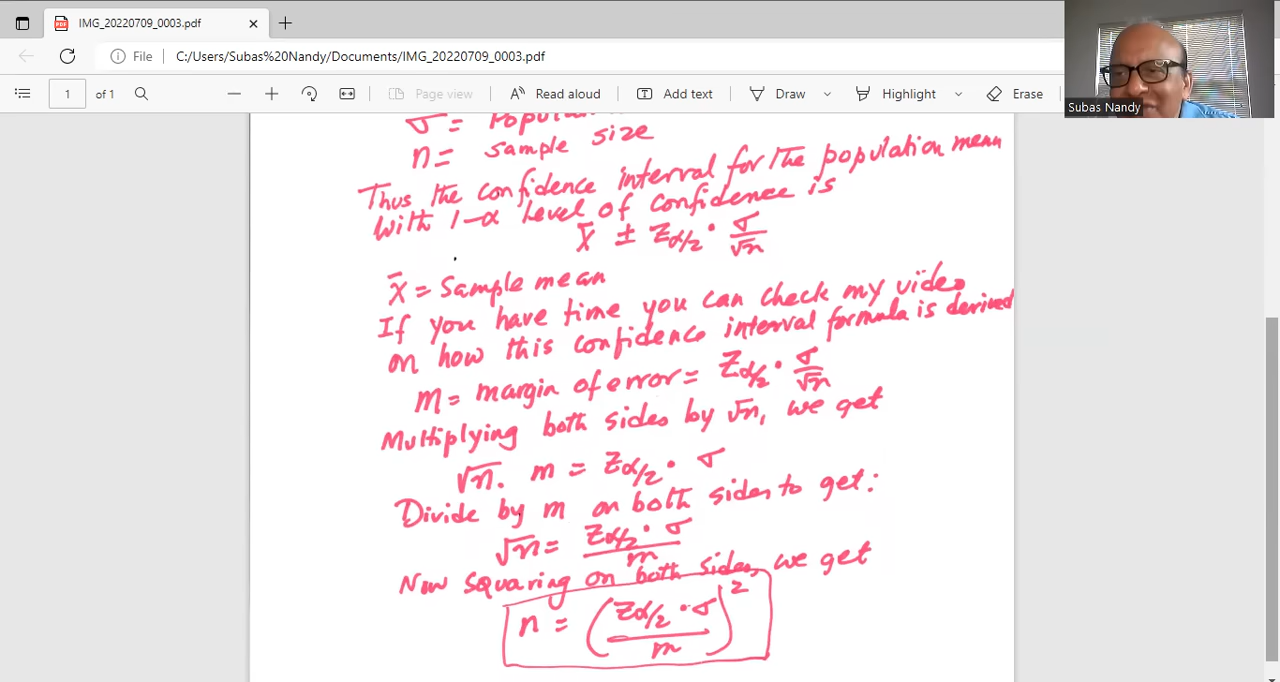 IMG_20220709_0003.pdf
File C:/Users/Subas%20Nandy/Documents/IMG_20220709_0003.pdf
1 of 1 Page view Read aloud Add text Draw Highlight Erase
Subas Nandy
σ =
n = sample size
Thus the confidence interval for the population mean
with 1-α level of confidence is
x̄ ± Zα/2 · σ/√n
x̄ = Sample mean
If you have time you can check my video
on how this confidence interval formula is derived
m = margin of error = Zα/2 · σ/√n
Multiplying both sides by √n, we get
√n. m = Zα/2 · σ
Divide by m on both sides to get:
√n = Zα/2 · σ / m
Now squaring on both sides, we get
n = (Zα/2 · σ / m)²